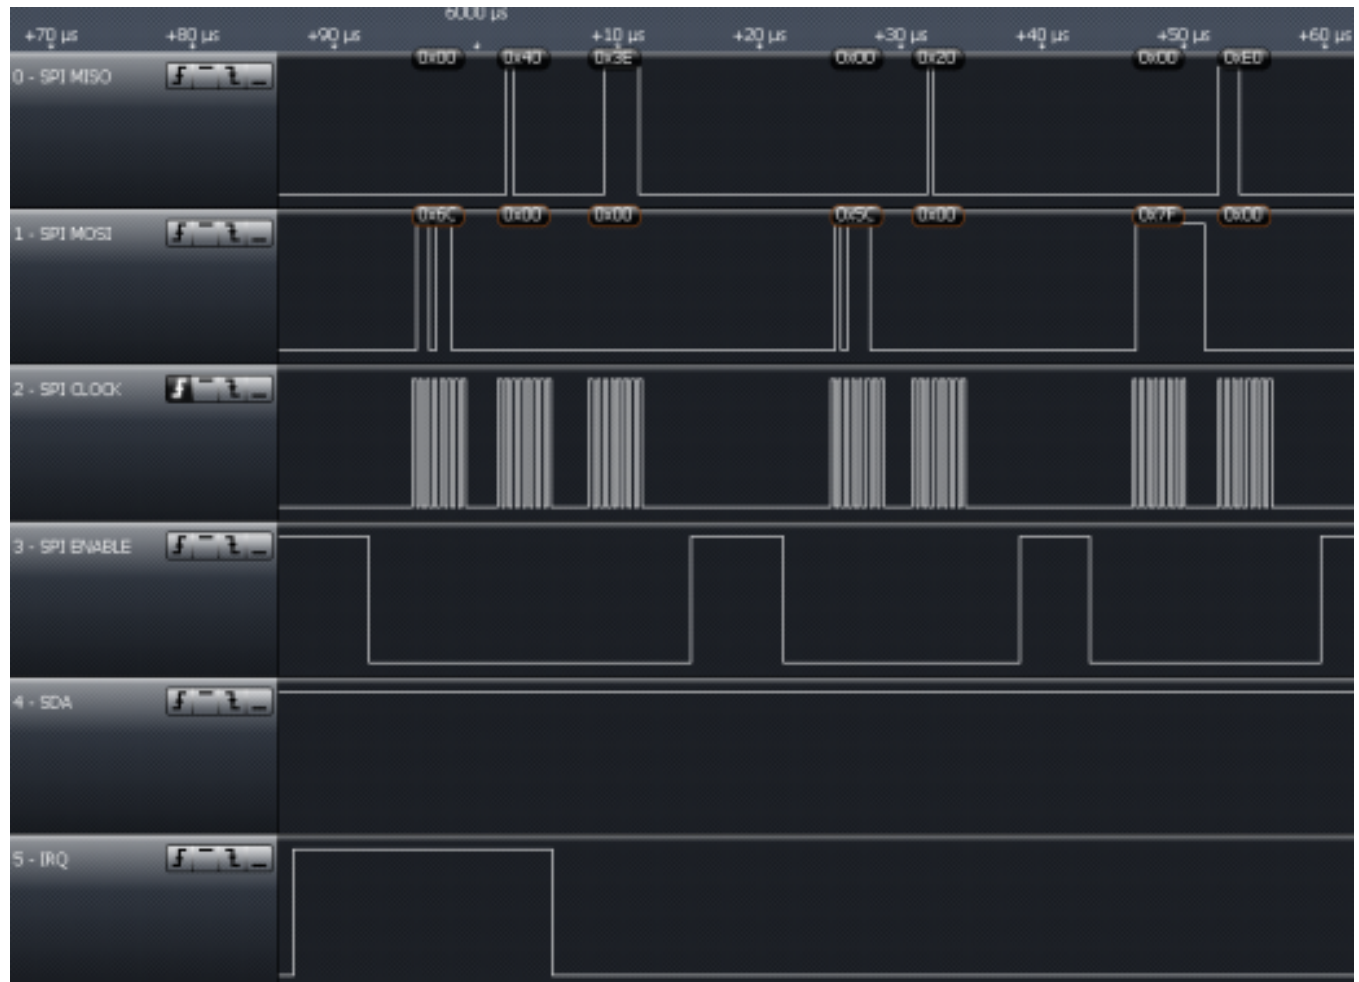 6000 µs
+70 µs +80 µs +90 µs +10 µs +20 µs +30 µs +40 µs +50 µs +60 µs
0x00 0x40 0x3E 0x00 0x20 0x00 0xE0
0 - SPI MISO
0x6C 0x00 0x00 0x5C 0x00 0x7F 0x00
1 - SPI MOSI
2 - SPI CLOCK
3 - SPI ENABLE
4 - SDA
5 - IRQ